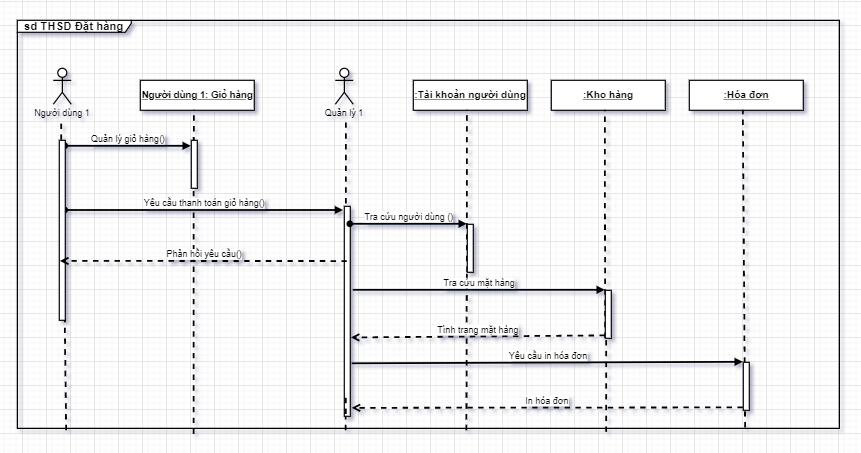 sd THSD Đặt hàng
Người dùng 1
Người dùng 1: Giỏ hàng
Quản lý 1
:Tài khoản người dùng
:Kho hàng
:Hóa đơn
Quản lý giỏ hàng()
Yêu cầu thanh toán giỏ hàng()
Tra cứu người dùng ()
Phản hồi yêu cầu()
Tra cứu mặt hàng
Tình trạng mặt hàng
Yêu cầu in hóa đơn
In hóa đơn